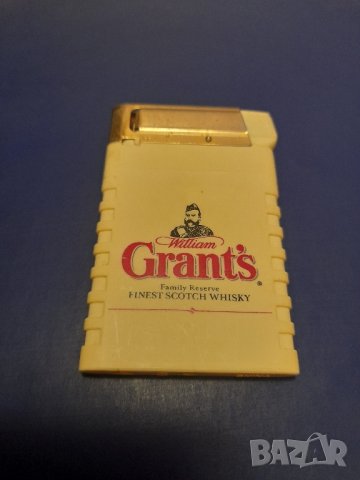 William
Grant's
Family Reserve
FINEST SCOTCH WHISKY
BAZAR